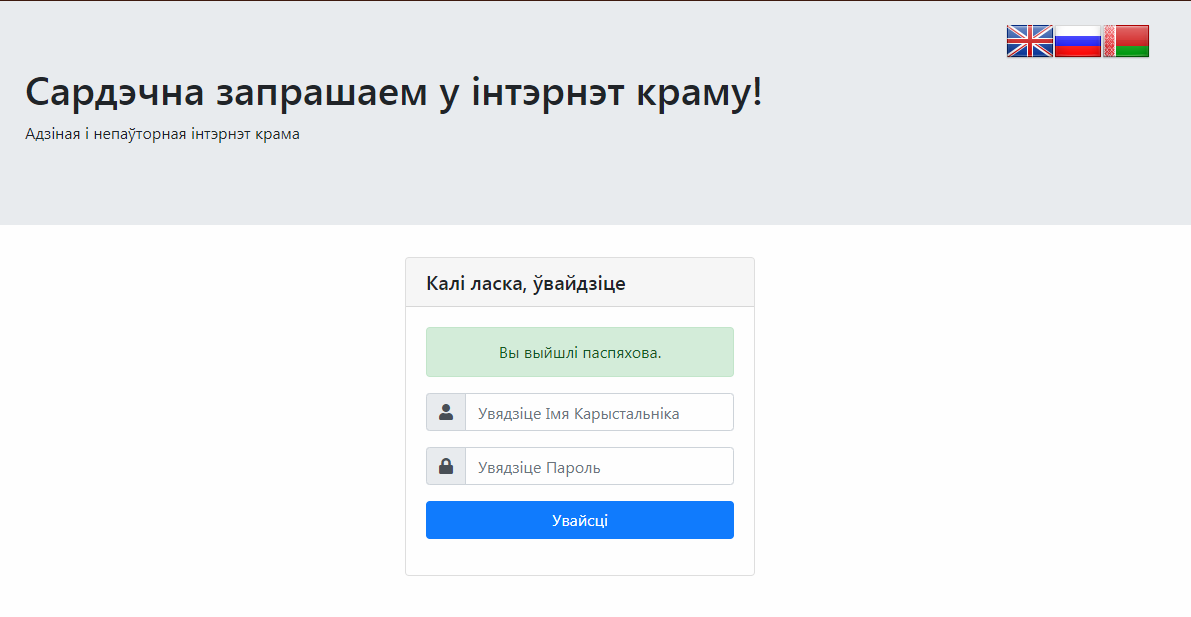 Сардэчна запрашаем у інтэрнэт краму!
Адзіная і непаўторная інтэрнэт крама
Калі ласка, ўвайдзіце
Вы выйшлі паспяхова.
Увядзіце Імя Карыстальніка
Увядзіце Пароль
Увайсці